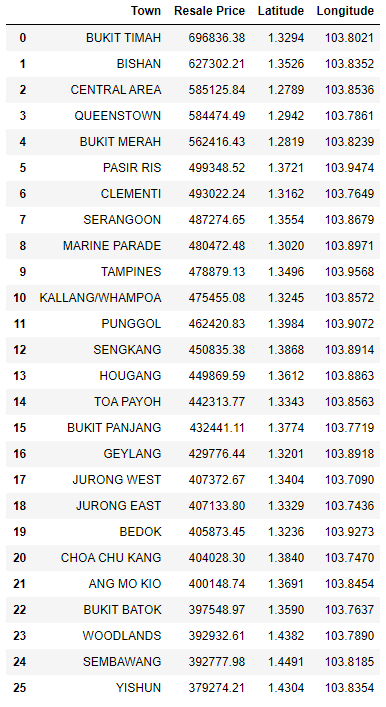 Town Resale Price Latitude Longitude
0 BUKIT TIMAH 696836.38 1.3294 103.8021
1 BISHAN 627302.21 1.3526 103.8352
2 CENTRAL AREA 585125.84 1.2789 103.8536
3 QUEENSTOWN 584474.49 1.2942 103.7861
4 BUKIT MERAH 562416.43 1.2819 103.8239
5 PASIR RIS 499348.52 1.3721 103.9474
6 CLEMENTI 493022.24 1.3162 103.7649
7 SERANGOON 487274.65 1.3554 103.8679
8 MARINE PARADE 480472.48 1.3020 103.8971
9 TAMPINES 478879.13 1.3496 103.9568
10 KALLANG/WHAMPOA 475455.08 1.3245 103.8572
11 PUNGGOL 462420.83 1.3984 103.9072
12 SENGKANG 450835.38 1.3868 103.8914
13 HOUGANG 449869.59 1.3612 103.8863
14 TOA PAYOH 442313.77 1.3343 103.8563
15 BUKIT PANJANG 432441.11 1.3774 103.7719
16 GEYLANG 429776.44 1.3201 103.8918
17 JURONG WEST 407372.67 1.3404 103.7090
18 JURONG EAST 407133.80 1.3329 103.7436
19 BEDOK 405873.45 1.3236 103.9273
20 CHOA CHU KANG 404028.30 1.3840 103.7470
21 ANG MO KIO 400148.74 1.3691 103.8454
22 BUKIT BATOK 397548.97 1.3590 103.7637
23 WOODLANDS 392932.61 1.4382 103.7890
24 SEMBAWANG 392777.98 1.4491 103.8185
25 YISHUN 379274.21 1.4304 103.8354